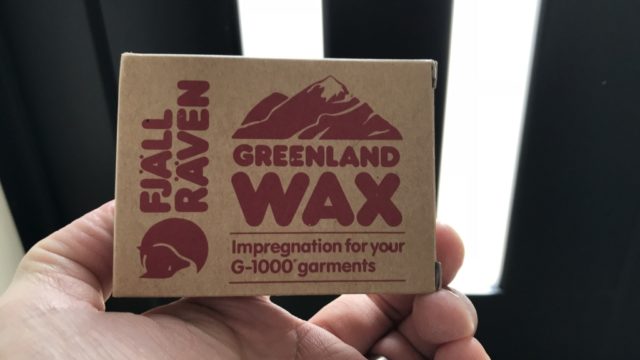 FJÄLL
RÄVEN
GREENLAND
WAX
Impregnation for your
G-1000® garments